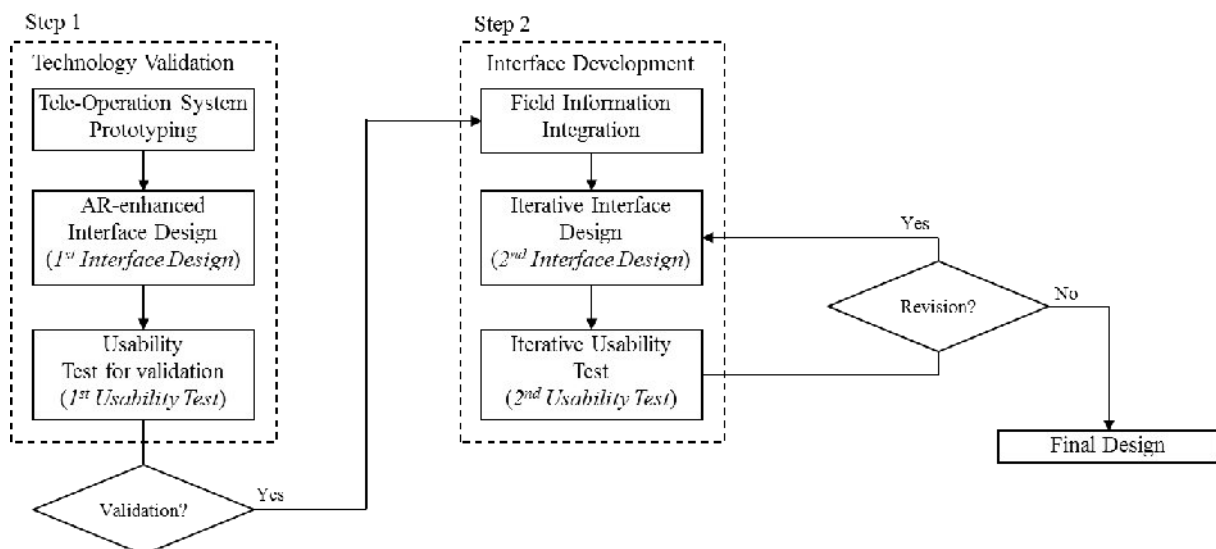 Step 1
Technology Validation
Tele-Operation System
Prototyping
AR-enhanced
Interface Design
(1st Interface Design)
Usability
Test for validation
(1st Usability Test)
Validation?
Yes
Step 2
Interface Development
Field Information
Integration
Iterative Interface
Design
(2nd Interface Design)
Iterative Usability
Test
(2nd Usability Test)
Yes
Revision?
No
Final Design